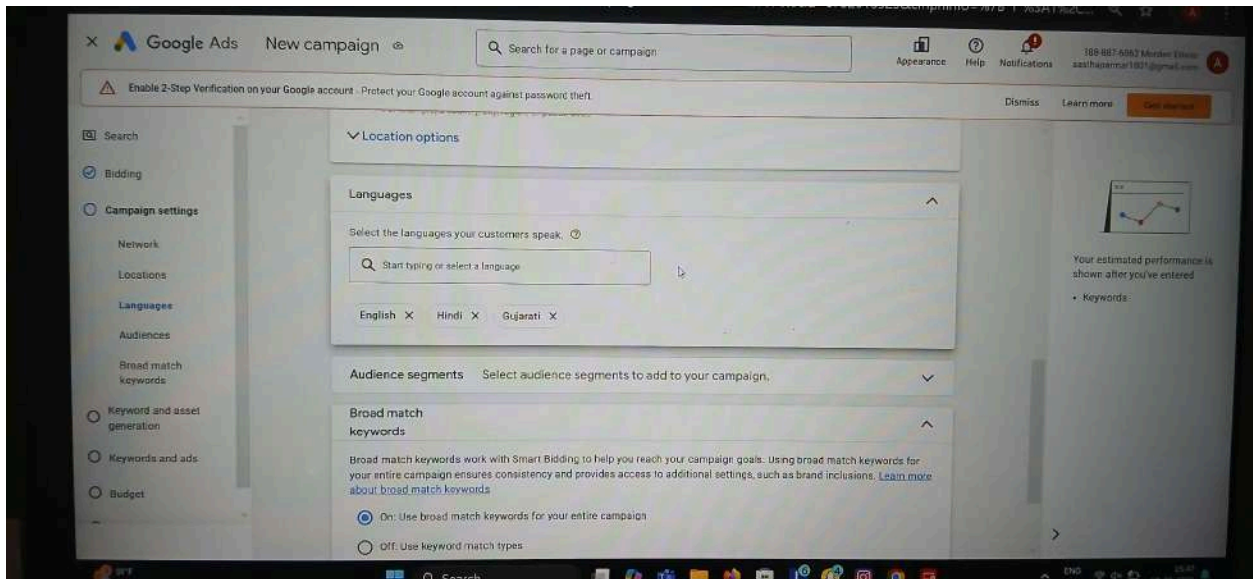 Google Ads
New campaign
Search for a page or campaign
Appearance
Help
Notifications
Enable 2-Step Verification on your Google account - Protect your Google account against password theft.
Dismiss
Learn more
Get started
Search
Bidding
Campaign settings
Network
Locations
Languages
Audiences
Broad match
keywords
Keyword and asset
generation
Keywords and ads
Budget
Location options
Languages
Select the languages your customers speak.
Start typing or select a language
English
Hindi
Gujarati
Audience segments Select audience segments to add to your campaign.
Broad match
keywords
Broad match keywords work with Smart Bidding to help you reach your campaign goals. Using broad match keywords for
your entire campaign ensures consistency and provides access to additional settings, such as brand inclusions. Learn more
about broad match keywords
On: Use broad match keywords for your entire campaign
Off: Use keyword match types
Your estimated performance is
shown after you've entered
• Keywords
Search
ENG
15:47